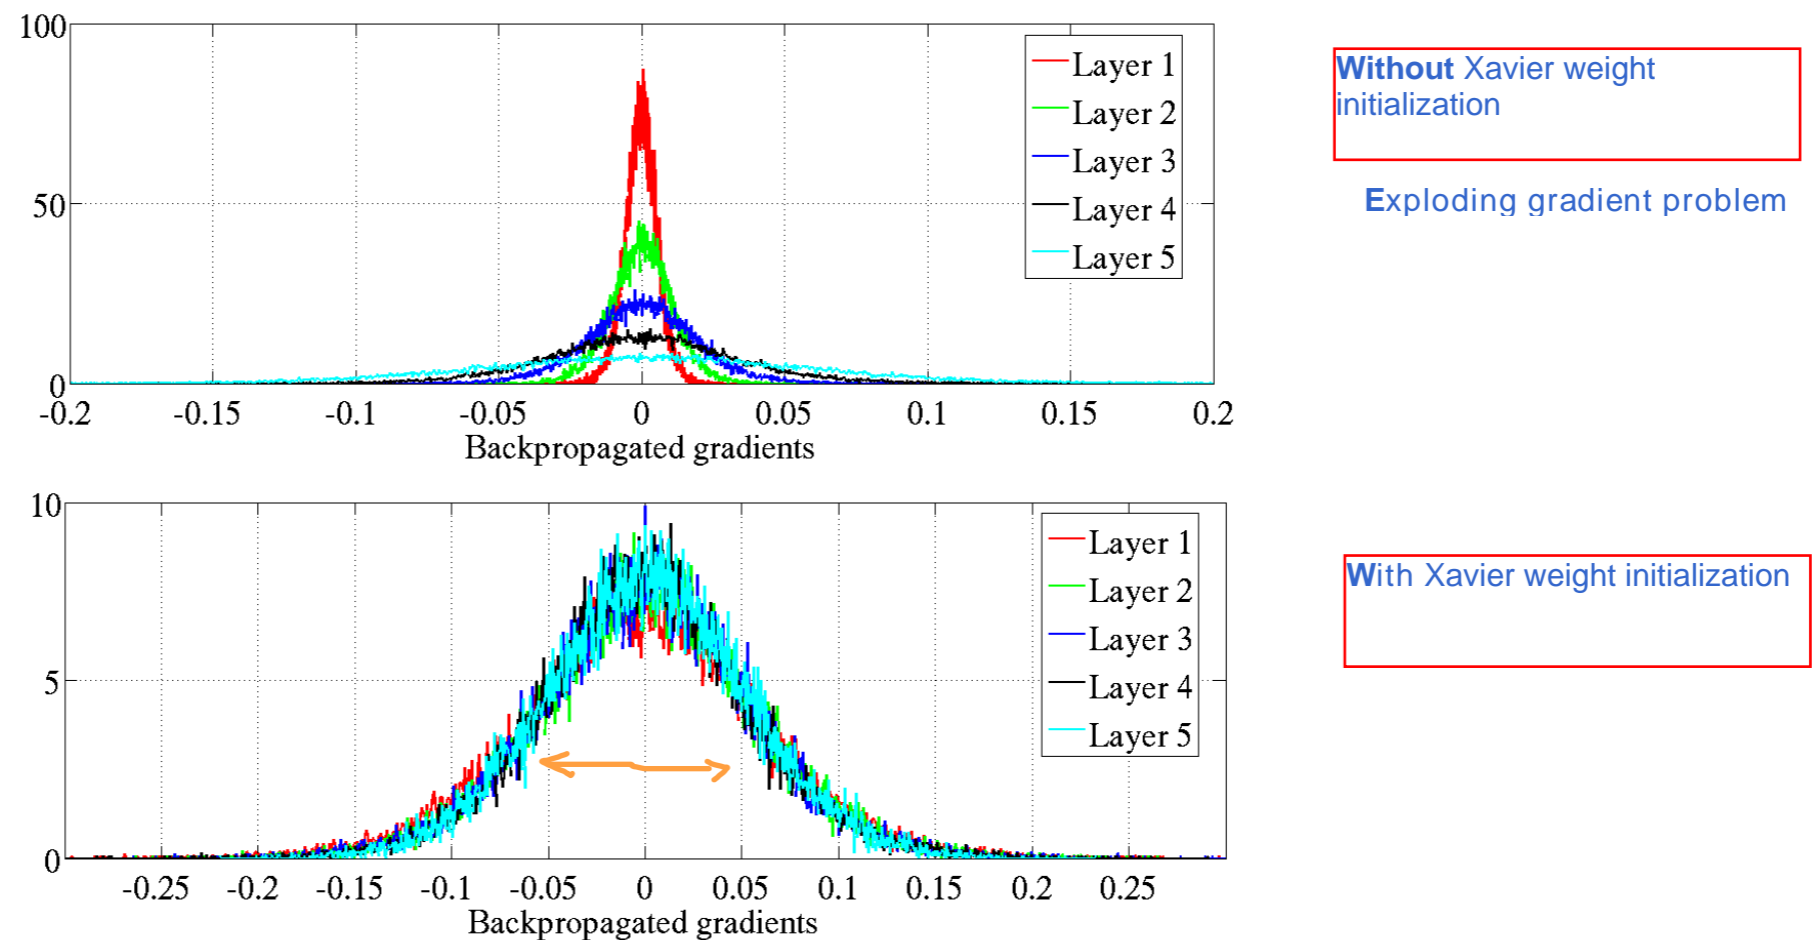 100
50
0
-0.2 -0.15 -0.1 -0.05 0 0.05 0.1 0.15 0.2
Backpropagated gradients
Layer 1
Layer 2
Layer 3
Layer 4
Layer 5
Without Xavier weight
initialization
Exploding gradient problem
10
5
0
-0.25 -0.2 -0.15 -0.1 -0.05 0 0.05 0.1 0.15 0.2 0.25
Backpropagated gradients
Layer 1
Layer 2
Layer 3
Layer 4
Layer 5
With Xavier weight initialization